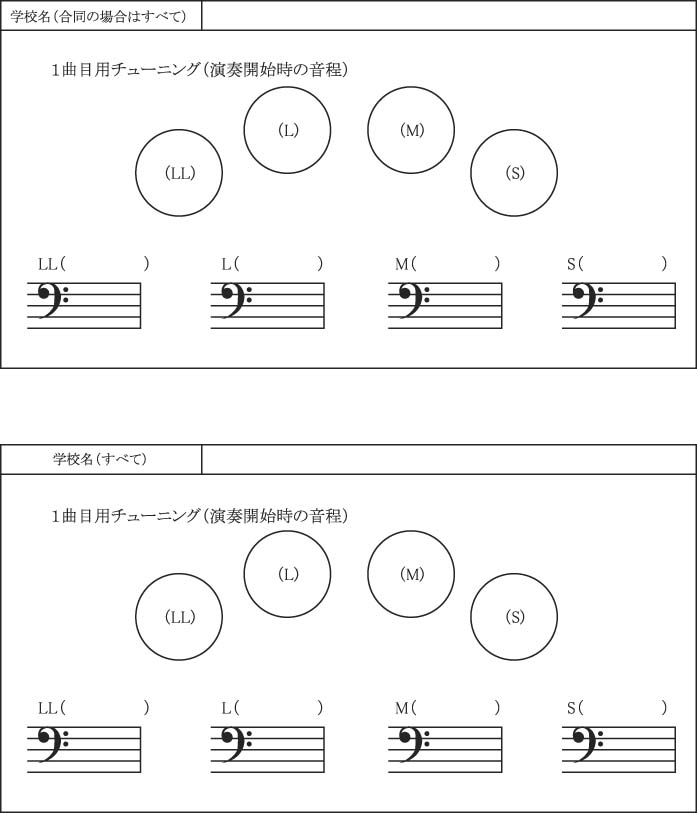 学校名（合同の場合はすべて）
1曲目用チューニング（演奏開始時の音程）
（LL）
（L）
（M）
（S）
LL（　　　　　） L（　　　　　） M（　　　　　） S（　　　　　）
学校名（すべて）
1曲目用チューニング（演奏開始時の音程）
（LL）
（L）
（M）
（S）
LL（　　　　　） L（　　　　　） M（　　　　　） S（　　　　　）